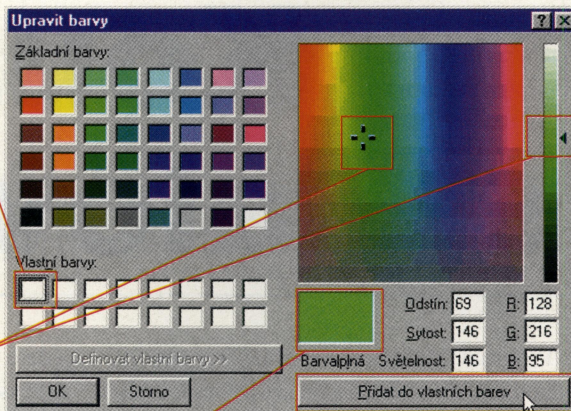 Upravit barvy
Základní barvy:
Vlastní barvy:
Definovat vlastní barvy >>
OK Storno
Barva|plná
Odstín: 69
Sytost: 146
Světelnost: 146
R: 128
G: 216
B: 95
Přidat do vlastních barev